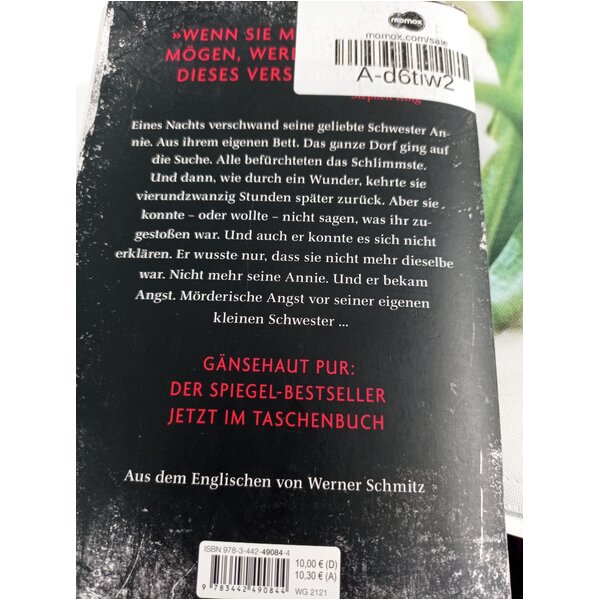 »WENN SIE M
MÖGEN, WER
DIESES VERS
Stephen King
momox
momox.com/sale
A-d6tiw2
Eines Nachts verschwand seine geliebte Schwester An-
nie. Aus ihrem eigenen Bett. Das ganze Dorf ging auf
die Suche. Alle befürchteten das Schlimmste.
Und dann, wie durch ein Wunder, kehrte sie
vierundzwanzig Stunden später zurück. Aber sie
konnte – oder wollte – nicht sagen, was ihr zu-
gestoßen war. Und auch er konnte es sich nicht
erklären. Er wusste nur, dass sie nicht mehr dieselbe
war. Nicht mehr seine Annie. Und er bekam
Angst. Mörderische Angst vor seiner eigenen
kleinen Schwester ...
GÄNSEHAUT PUR:
DER SPIEGEL-BESTSELLER
JETZT IM TASCHENBUCH
Aus dem Englischen von Werner Schmitz
ISBN 978-3-442-49084-4
9 783442 490844
10,00 € (D)
10,30 € (A)
WG 2121